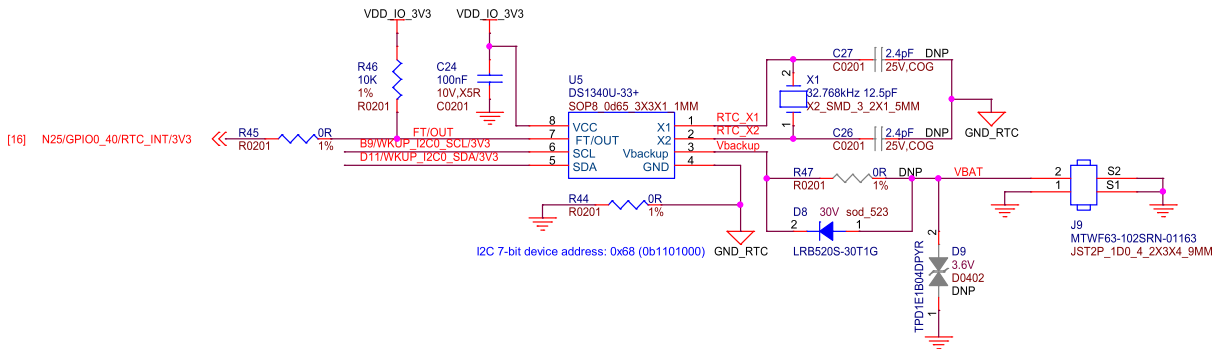 VDD_IO_3V3
VDD_IO_3V3
R46
10K
1%
R0201
C24
100nF
10V,X5R
C0201
U5
DS1340U-33+
SOP8_0d65_3X3X1_1MM
8
7
6
5
VCC
FT/OUT
SCL
SDA
X1
X2
Vbackup
GND
1
2
3
4
RTC_X1
RTC_X2
Vbackup
[16]
N25/GPIO0_40/RTC_INT/3V3
R45
R0201
0R
1%
FT/OUT
B9/WKUP_I2C0_SCL/3V3
D11/WKUP_I2C0_SDA/3V3
C27
C0201
2.4pF
DNP
25V,COG
2
X1
32.768kHz 12.5pF
X2_SMD_3_2X1_5MM
1
C26
C0201
2.4pF
DNP
25V,COG
GND_RTC
R47
R0201
0R
DNP
1%
VBAT
2
1
S2
S1
J9
MTWF63-102SRN-01163
JST2P_1D0_4_2X3X4_9MM
R44
R0201
0R
1%
D8
30V
sod_523
2
1
LRB520S-30T1G
GND_RTC
I2C 7-bit device address: 0x68 (0b1101000)
2
D9
3.6V
D0402
DNP
TPD1E1B04DPYR
1